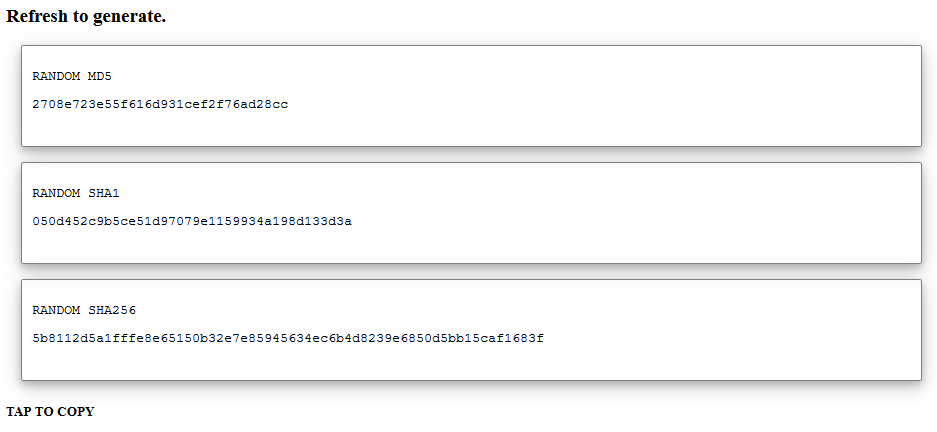 Refresh to generate.
RANDOM MD5
2708e723e55f616d931cef2f76ad28cc
RANDOM SHA1
050d452c9b5ce51d97079e1159934a198d133d3a
RANDOM SHA256
5b8112d5a1fffe8e65150b32e7e85945634ec6b4d8239e6850d5bb15caf1683f
TAP TO COPY